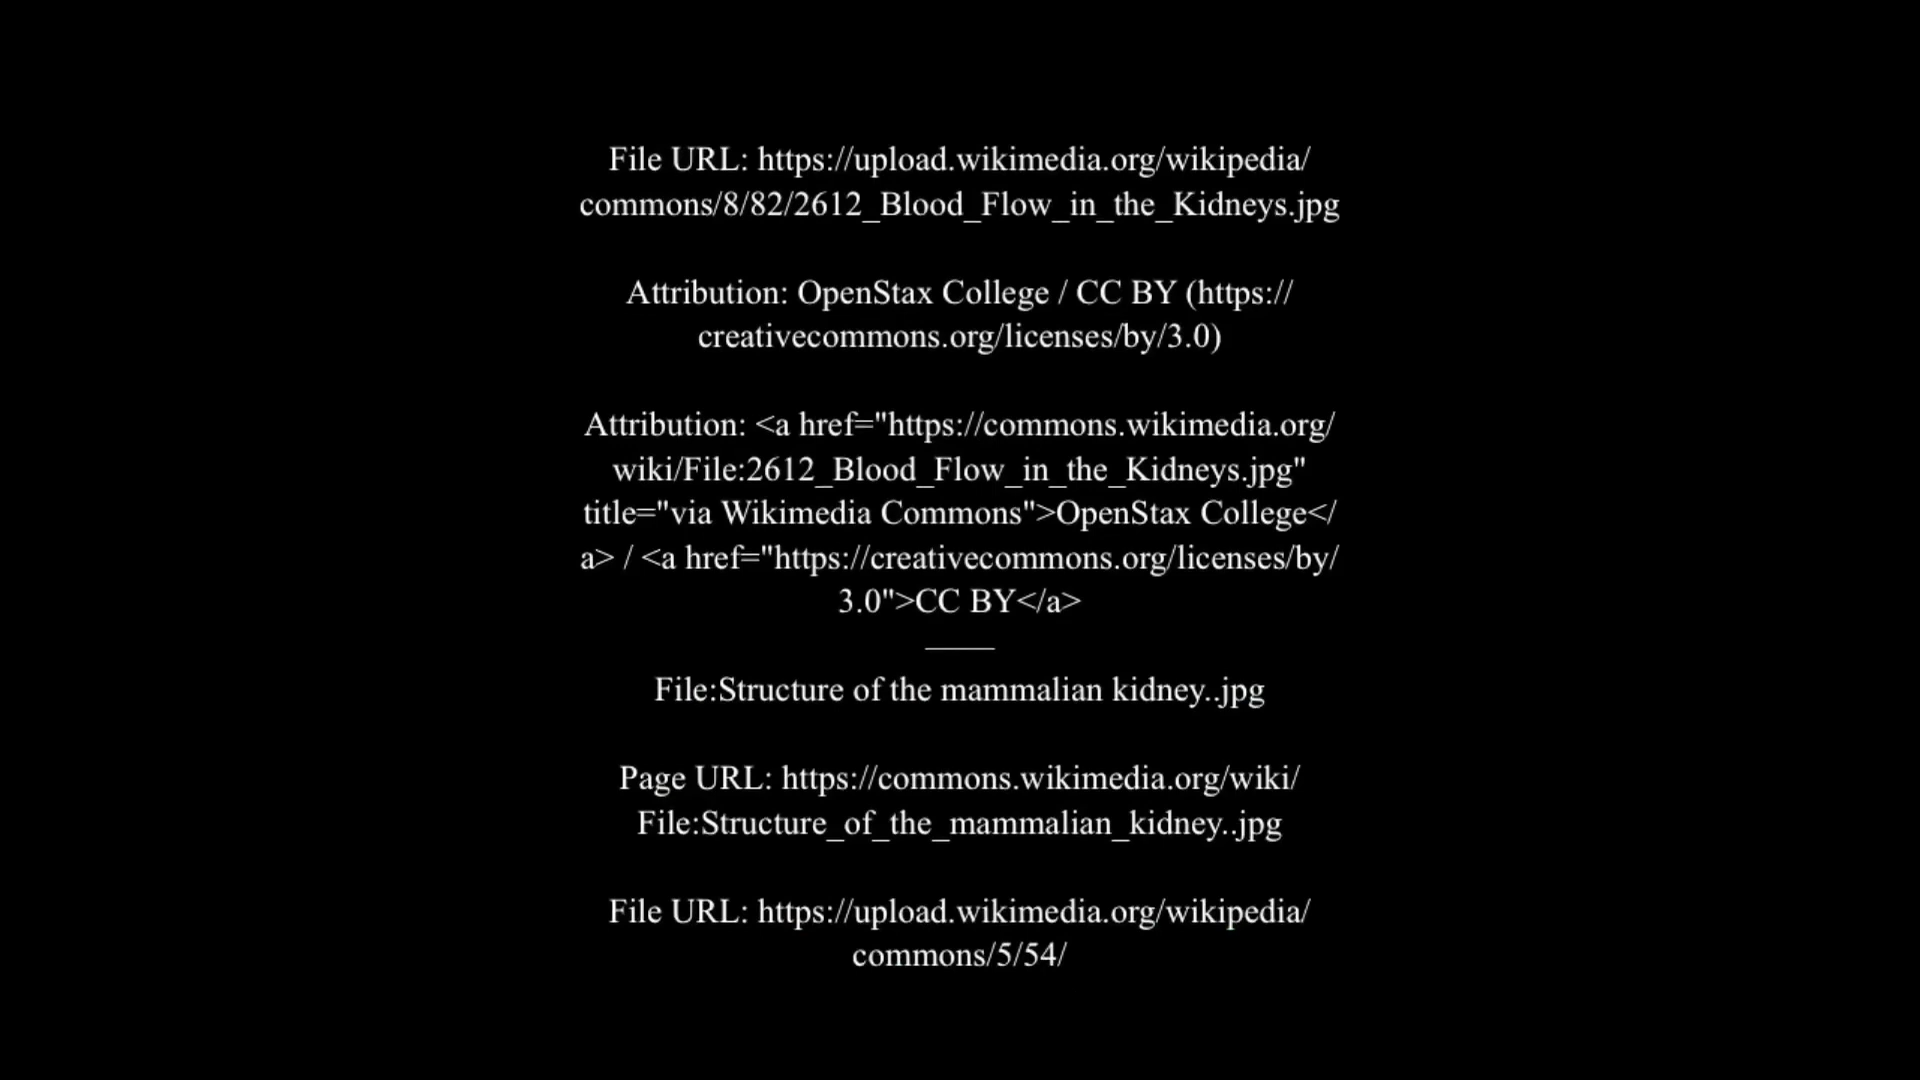 File URL: https://upload.wikimedia.org/wikipedia/
commons/8/82/2612_Blood_Flow_in_the_Kidneys.jpg
Attribution: OpenStax College / CC BY (https://
creativecommons.org/licenses/by/3.0)
Attribution: <a href="https://commons.wikimedia.org/
wiki/File:2612_Blood_Flow_in_the_Kidneys.jpg"
title="via Wikimedia Commons">OpenStax College</
a> / <a href="https://creativecommons.org/licenses/by/
3.0">CC BY</a>
____
File:Structure of the mammalian kidney..jpg
Page URL: https://commons.wikimedia.org/wiki/
File:Structure_of_the_mammalian_kidney..jpg
File URL: https://upload.wikimedia.org/wikipedia/
commons/5/54/